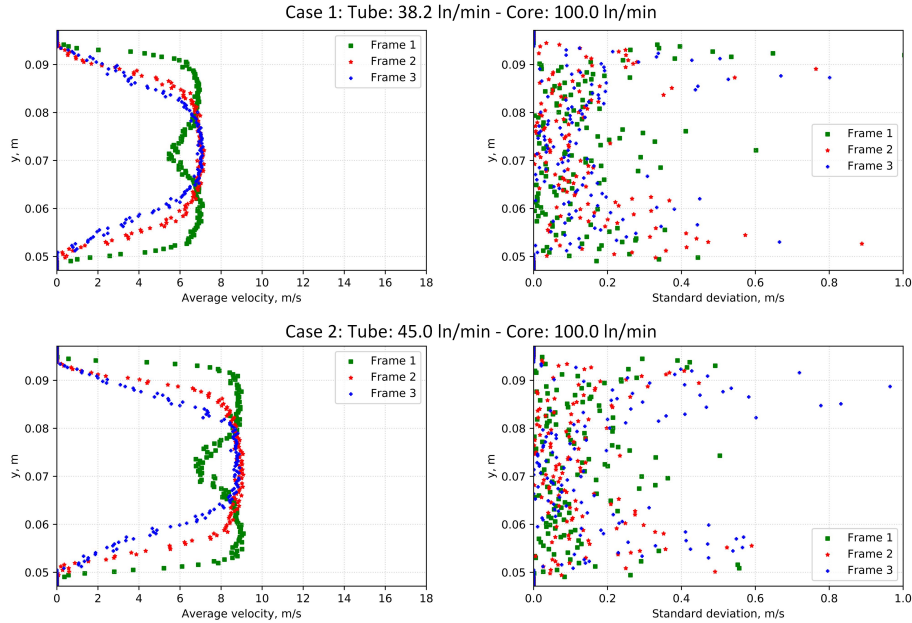 Case 1: Tube: 38.2 ln/min - Core: 100.0 ln/min
Frame 1
Frame 2
Frame 3
y, m
0.09
0.08
0.07
0.06
0.05
0 2 4 6 8 10 12 14 16 18
Average velocity, m/s
Frame 1
Frame 2
Frame 3
y, m
0.09
0.08
0.07
0.06
0.05
0.0 0.2 0.4 0.6 0.8 1.0
Standard deviation, m/s
Case 2: Tube: 45.0 ln/min - Core: 100.0 ln/min
Frame 1
Frame 2
Frame 3
y, m
0.09
0.08
0.07
0.06
0.05
0 2 4 6 8 10 12 14 16 18
Average velocity, m/s
Frame 1
Frame 2
Frame 3
y, m
0.09
0.08
0.07
0.06
0.05
0.0 0.2 0.4 0.6 0.8 1.0
Standard deviation, m/s